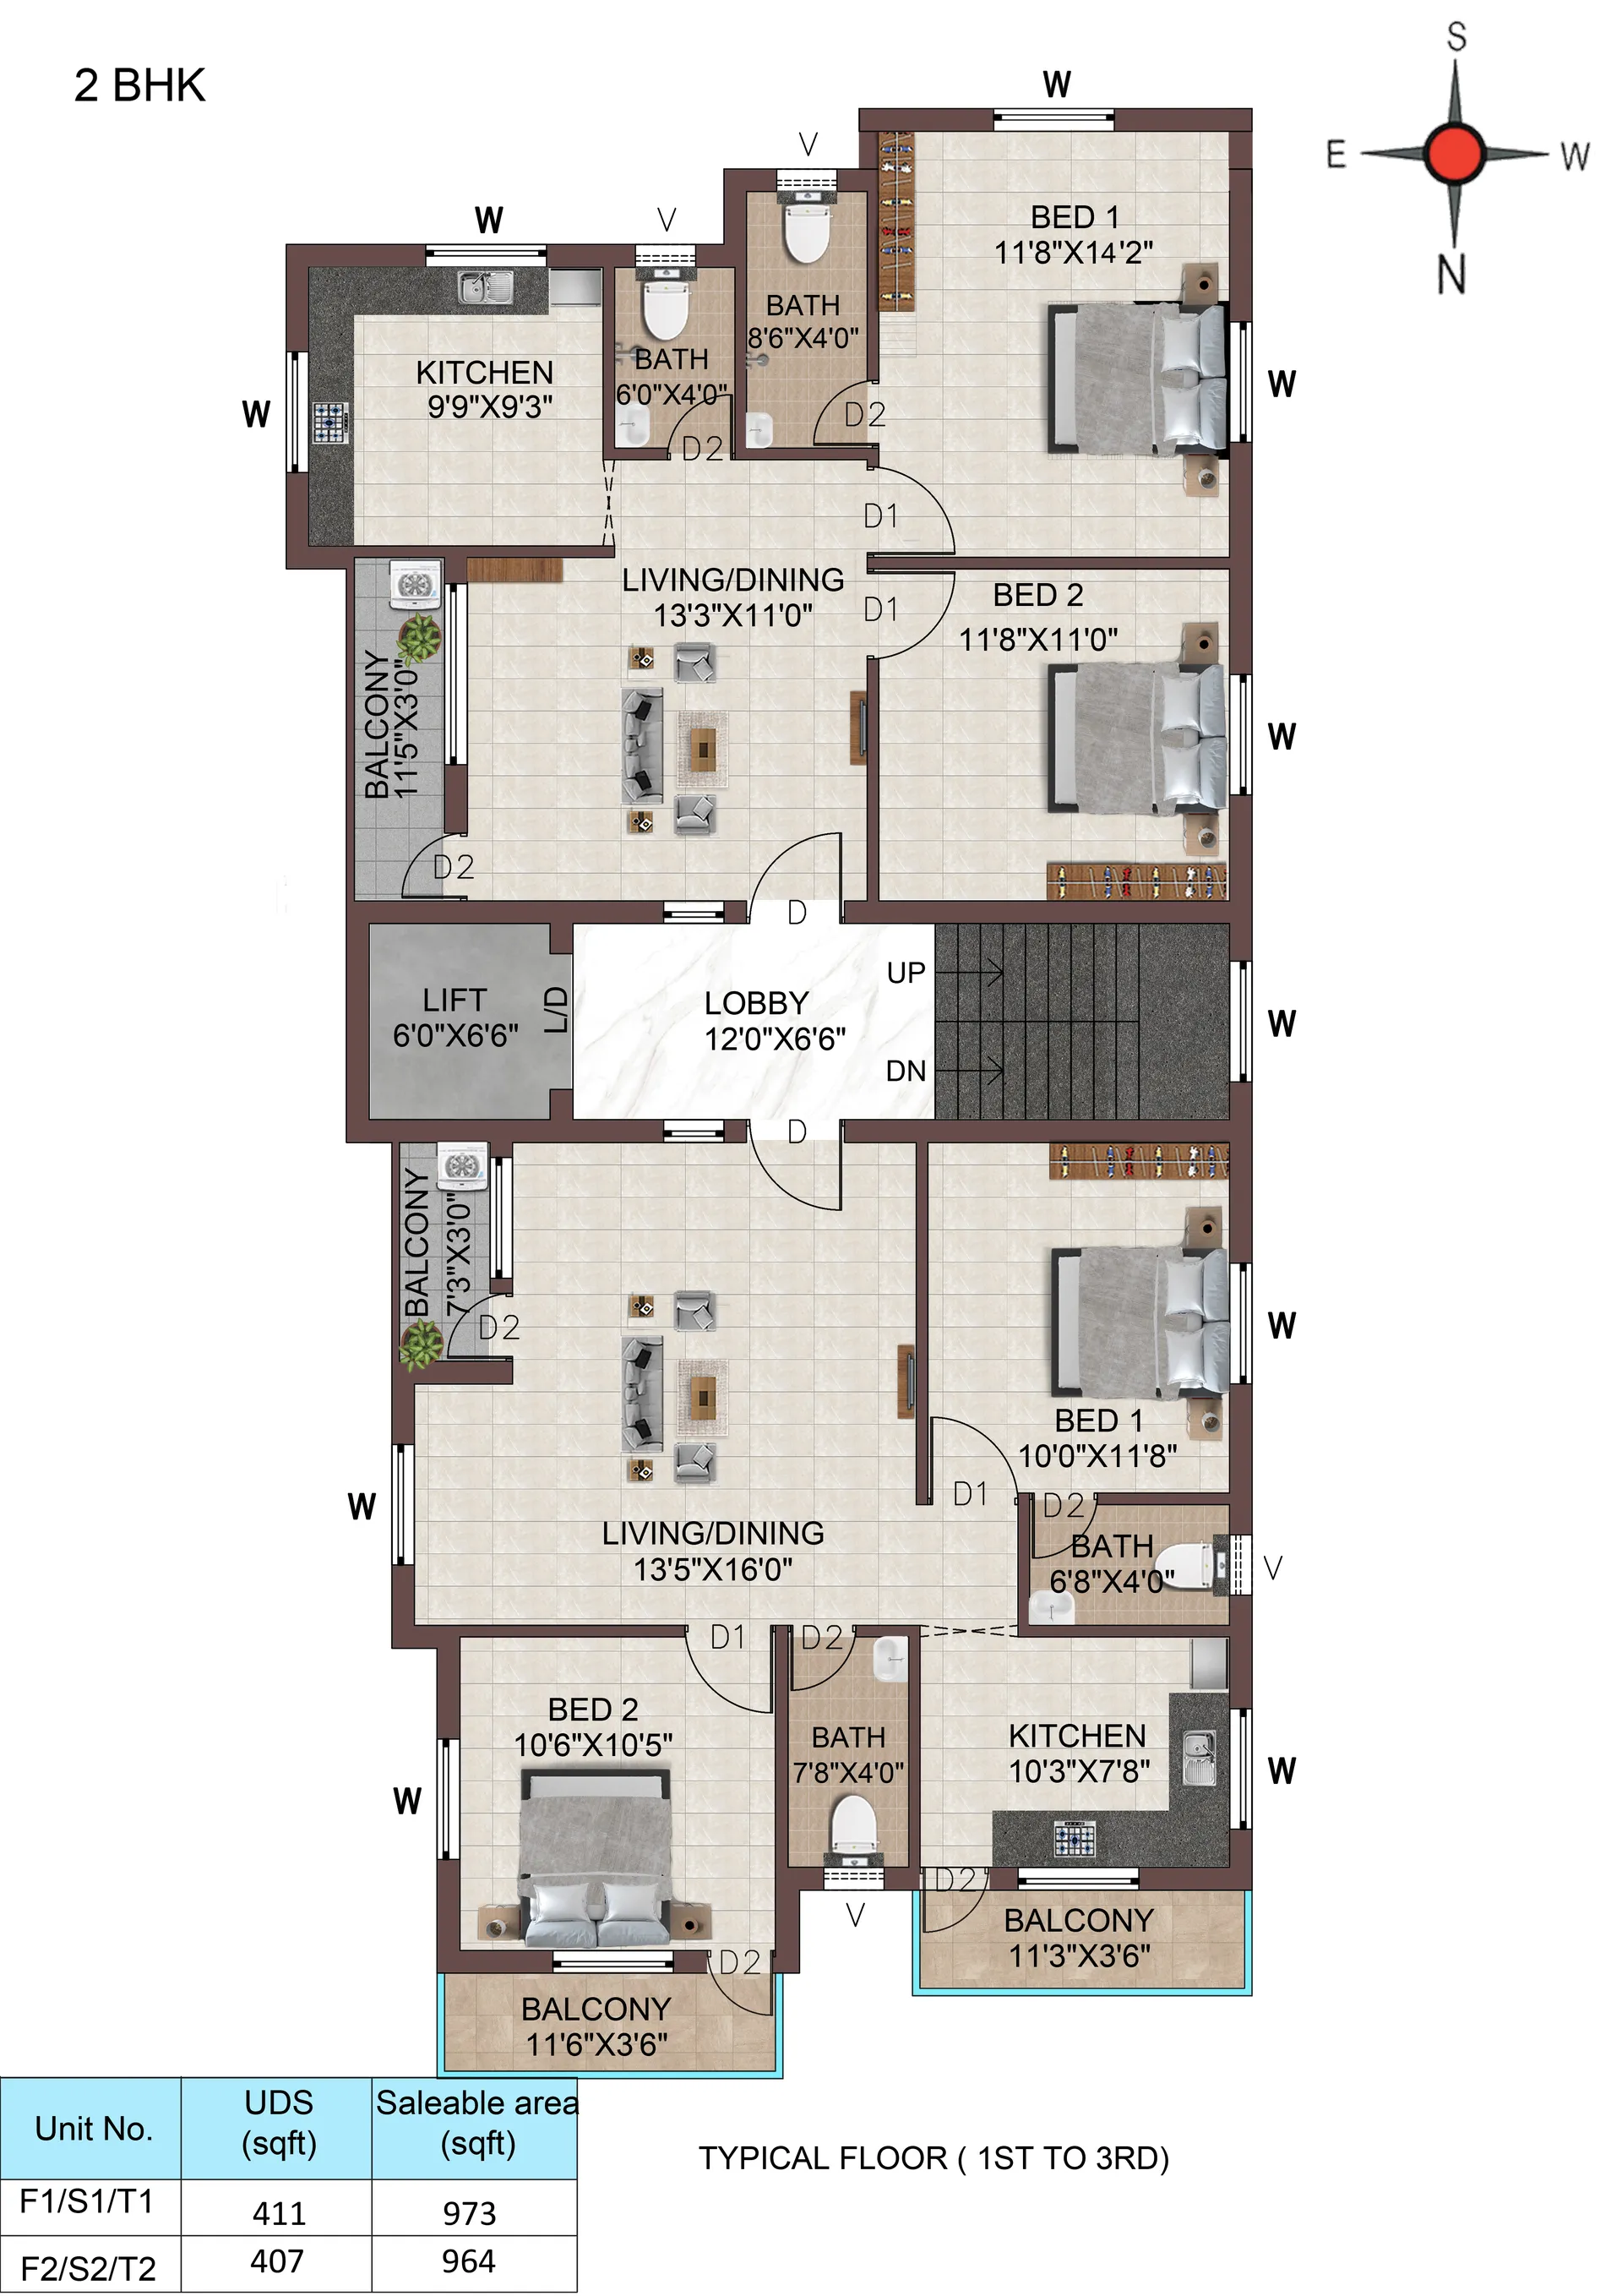 S
2 BHK
W
E
W
V
N
W
V
BED 1
11'8"X14'2"
BATH
8'6"X4'0"
KITCHEN
9'9"X9'3"
BATH
6'0"X4'0"
W
W
D2
D2
D1
LIVING/DINING
13'3"X11'0"
D1
BED 2
11'8"X11'0"
BALCONY
11'5"X3'0"
W
D2
D
LIFT
6'0"X6'6"
L/D
LOBBY
12'0"X6'6"
UP
DN
W
D
BALCONY
7'3"X3'0"
D2
W
BED 1
10'0"X11'8"
W
D1
D2
LIVING/DINING
13'5"X16'0"
BATH
6'8"X4'0"
V
D1
D2
BED 2
10'6"X10'5"
BATH
7'8"X4'0"
KITCHEN
10'3"X7'8"
W
W
D2
V
BALCONY
11'3"X3'6"
D2
BALCONY
11'6"X3'6"
Unit No. UDS (sqft) Saleable area (sqft)
F1/S1/T1 411 973
F2/S2/T2 407 964
TYPICAL FLOOR ( 1ST TO 3RD)